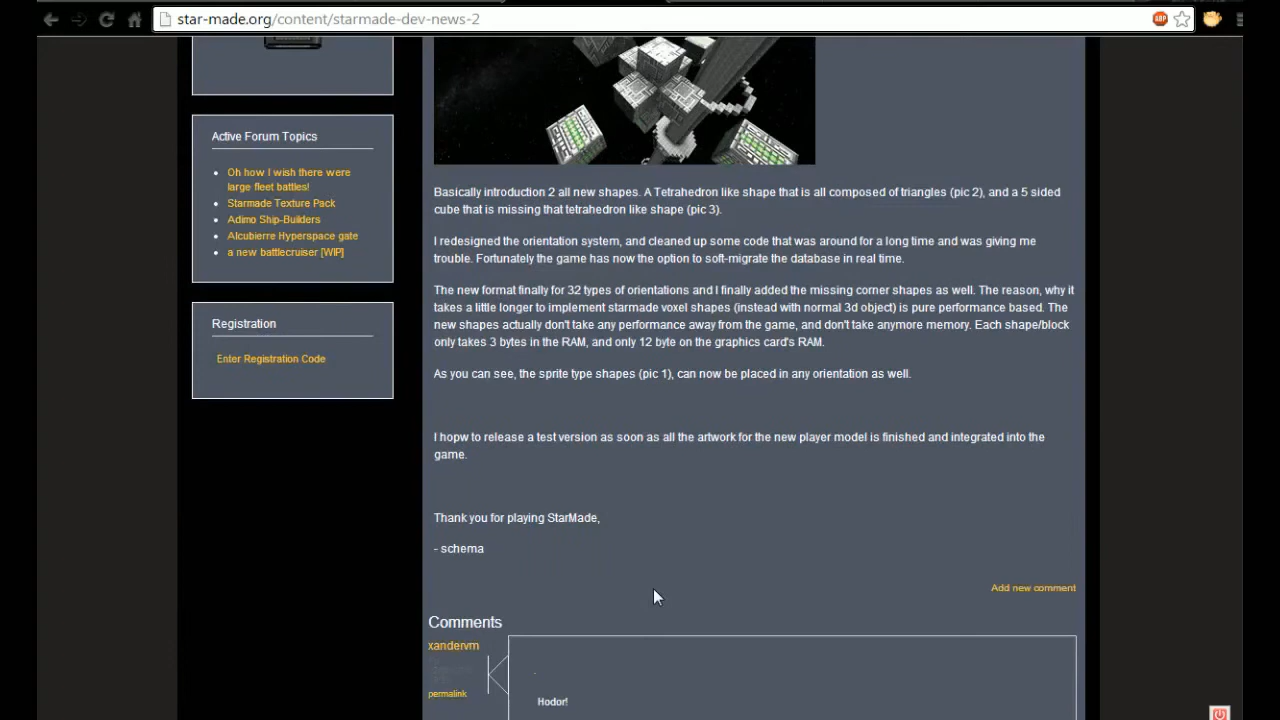 star-made.org/content/starmade-dev-news-2
ABP
Active Forum Topics
Oh how I wish there were
large fleet battles!
Starmade Texture Pack
Adimo Ship-Builders
Alcubierre Hyperspace gate
a new battlecruiser [WIP]
Registration
Enter Registration Code
Basically introduction 2 all new shapes. A Tetrahedron like shape that is all composed of triangles (pic 2), and a 5 sided
cube that is missing that tetrahedron like shape (pic 3).
I redesigned the orientation system, and cleaned up some code that was around for a long time and was giving me
trouble. Fortunately the game has now the option to soft-migrate the database in real time.
The new format finally for 32 types of orientations and I finally added the missing corner shapes as well. The reason, why it
takes a little longer to implement starmade voxel shapes (instead with normal 3d object) is pure performance based. The
new shapes actually don't take any performance away from the game, and don't take anymore memory. Each shape/block
only takes 3 bytes in the RAM, and only 12 byte on the graphics card's RAM.
As you can see, the sprite type shapes (pic 1), can now be placed in any orientation as well.
I hopw to release a test version as soon as all the artwork for the new player model is finished and integrated into the
game.
Thank you for playing StarMade,
- schema
Add new comment
Comments
xandervm
permalink
Hodor!